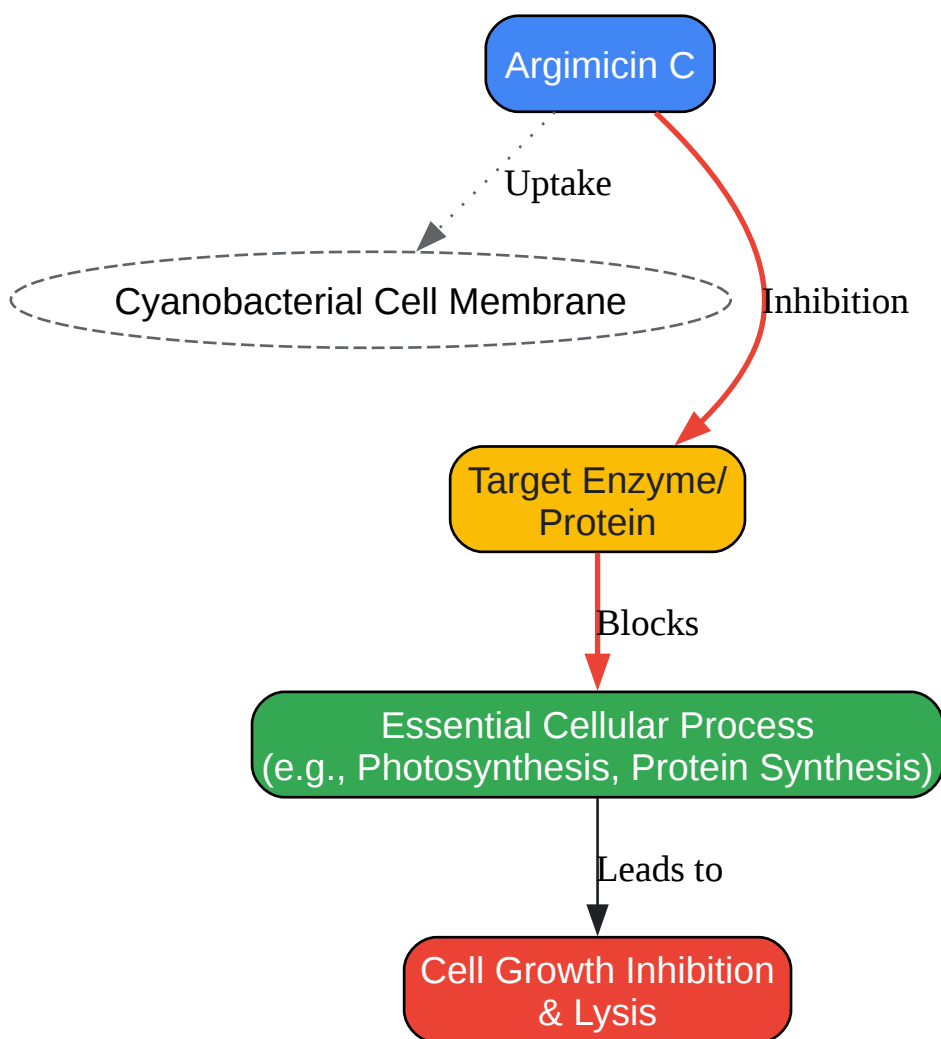 Argimicin C
Uptake
Cyanobacterial Cell Membrane
Inhibition
Target Enzyme/
Protein
Blocks
Essential Cellular Process
(e.g., Photosynthesis, Protein Synthesis)
Leads to
Cell Growth Inhibition
& Lysis